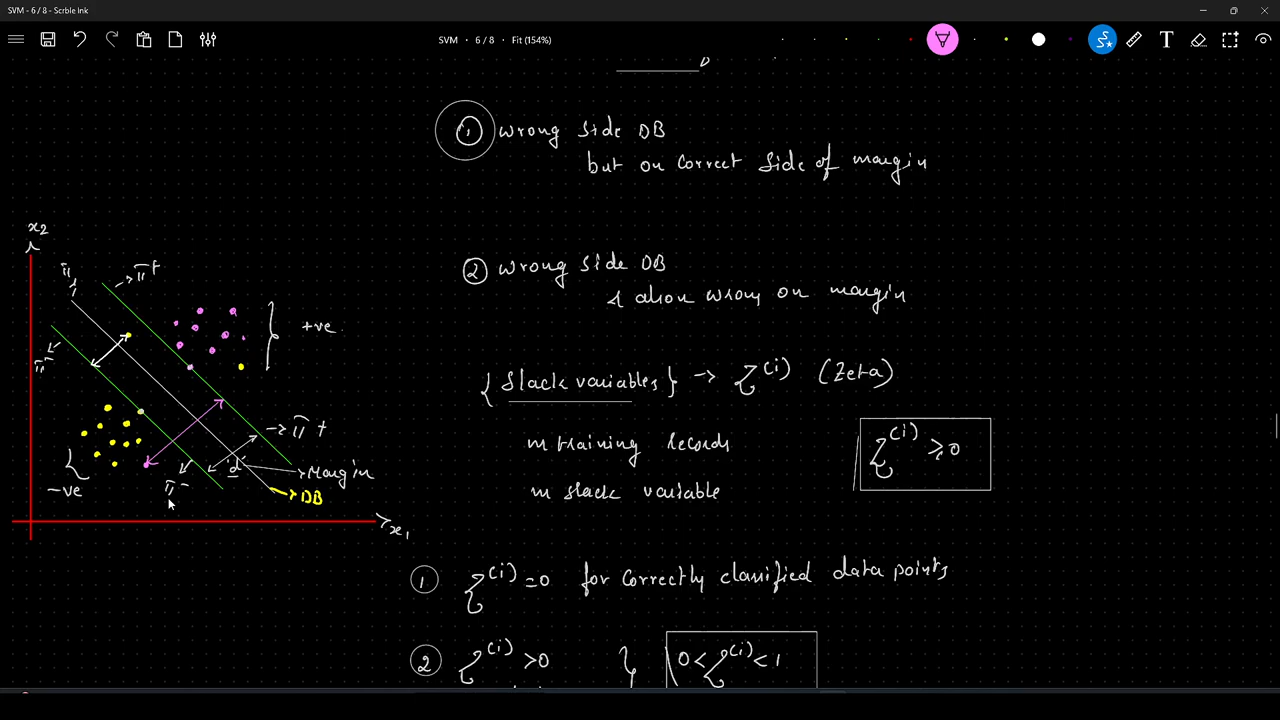 SVM - 6 / 8 - Scrble Ink
SVM • 6 / 8 • Fit (154%)
① wrong side DB
but on correct side of margin
② wrong side DB
& also wrong on margin
{ Slack variables } → ζ(i) (Zeta)
m training records
m slack variable
ζ(i) ≥ 0
① ζ(i) = 0 for correctly classified data points
② ζ(i) > 0 } 0 < ζ(i) < 1
x2
π
→ π+
π-
+ve
-ve
→ π+
'd'
→ Margin
π-
→ DB
x1